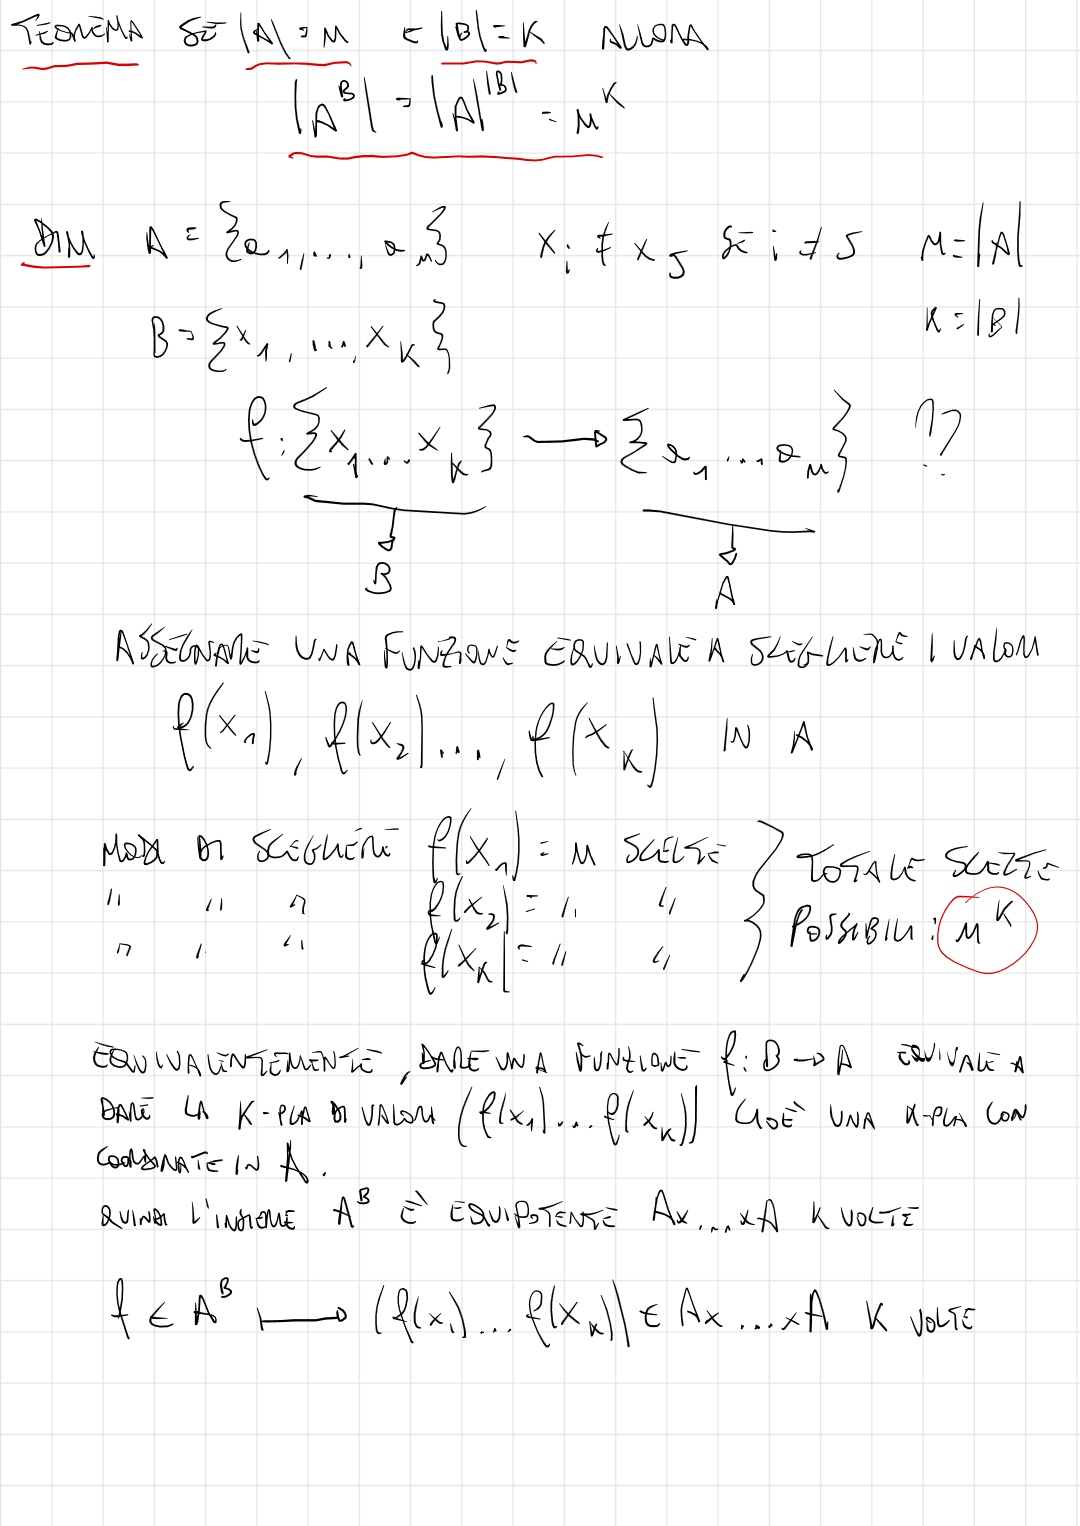 TEOREMA SE |A| = M E |B| = K ALLORA
|A^B| = |A|^|B| = M^K
DIM A = {a_1, ..., a_M} x_i ≠ x_J SE i ≠ J M = |A|
B = {x_1, ..., x_K} K = |B|
f: {x_1 ... x_K} → {a_1 ... a_M} ??
B A
ASSEGNARE UNA FUNZIONE EQUIVALE A SCEGLIERE I VALORI
f(x_1), f(x_2) ..., f(x_K) IN A
MODI DI SCEGLIERE f(x_1) = M SCELTE
" " " f(x_2) = " "
" " " f(x_K) = " "
TOTALE SCELTE
POSSIBILI: M^K
EQUIVALENTEMENTE, DARE UNA FUNZIONE f: B → A EQUIVALE A
DARE LA K-PLA DI VALORI (f(x_1) ... f(x_K)) CIOÈ UNA K-PLA CON
COORDINATE IN A.
QUINDI L'INSIEME A^B È EQUIPOTENTE A x ... x A K VOLTE
f ∈ A^B ↦ (f(x_1) ... f(x_K)) ∈ A x ... x A K VOLTE